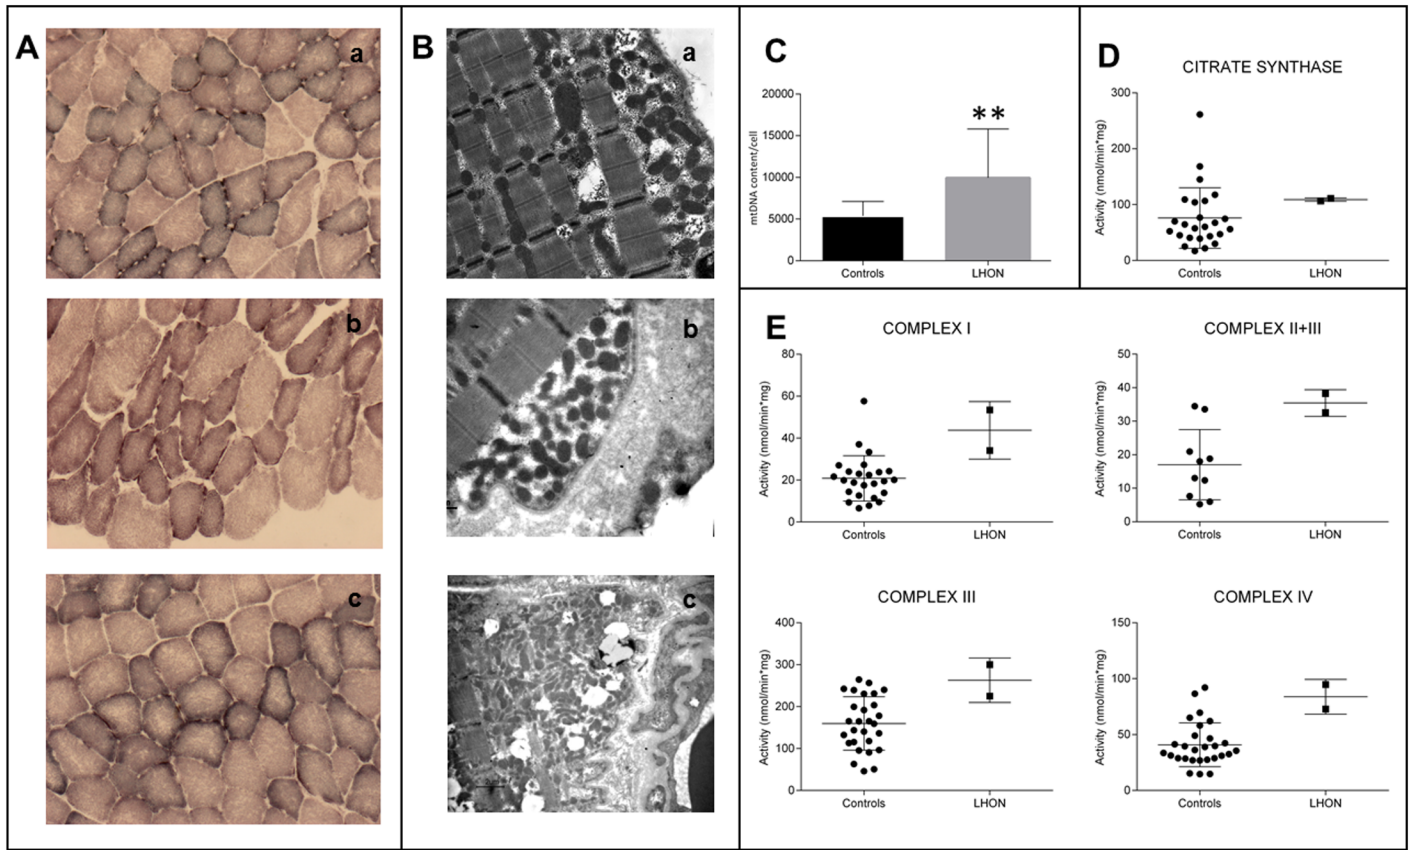 A
a
b
c
B
a
b
c
C
20000
15000
10000
5000
0
mtDNA content/cell
**
Controls LHON
D
CITRATE SYNTHASE
300
200
100
0
Activity (nmol/min*mg)
Controls LHON
E
COMPLEX I
80
60
40
20
0
Activity (nmol/min*mg)
Controls LHON
COMPLEX II+III
50
40
30
20
10
0
Activity (nmol/min*mg)
Controls LHON
COMPLEX III
400
300
200
100
0
Activity (nmol/min*mg)
Controls LHON
COMPLEX IV
150
100
50
0
Activity (nmol/min*mg)
Controls LHON